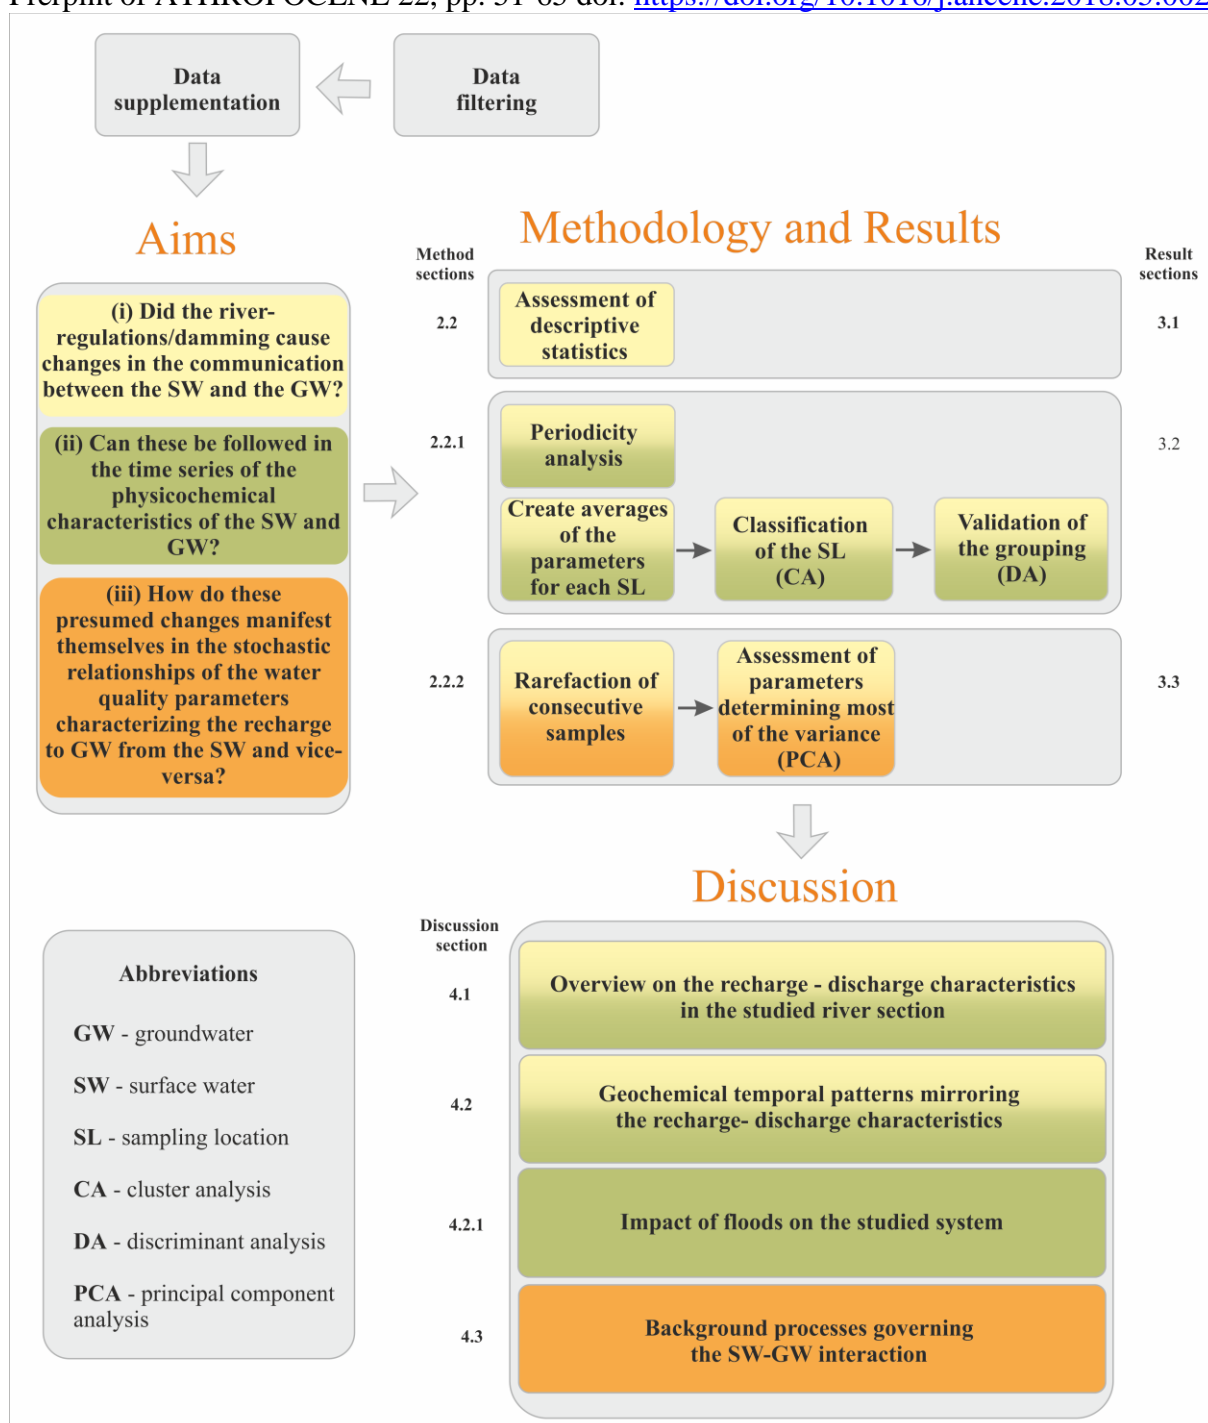 Data
supplementation
Data
filtering
Aims
(i) Did the river-
regulations/damming cause
changes in the communication
between the SW and the GW?
(ii) Can these be followed in
the time series of the
physicochemical
characteristics of the SW and
GW?
(iii) How do these
presumed changes manifest
themselves in the stochastic
relationships of the water
quality parameters
characterizing the recharge
to GW from the SW and vice-
versa?
Methodology and Results
Method
sections
Result
sections
2.2
Assessment of
descriptive
statistics
3.1
2.2.1
Periodicity
analysis
3.2
Create averages
of the
parameters
for each SL
Classification
of the SL
(CA)
Validation of
the grouping
(DA)
2.2.2
Rarefaction of
consecutive
samples
Assessment of
parameters
determining most
of the variance
(PCA)
3.3
Discussion
Discussion
section
4.1
Overview on the recharge - discharge characteristics
in the studied river section
4.2
Geochemical temporal patterns mirroring
the recharge- discharge characteristics
4.2.1
Impact of floods on the studied system
4.3
Background processes governing
the SW-GW interaction
Abbreviations
GW - groundwater
SW - surface water
SL - sampling location
CA - cluster analysis
DA - discriminant analysis
PCA - principal component
analysis